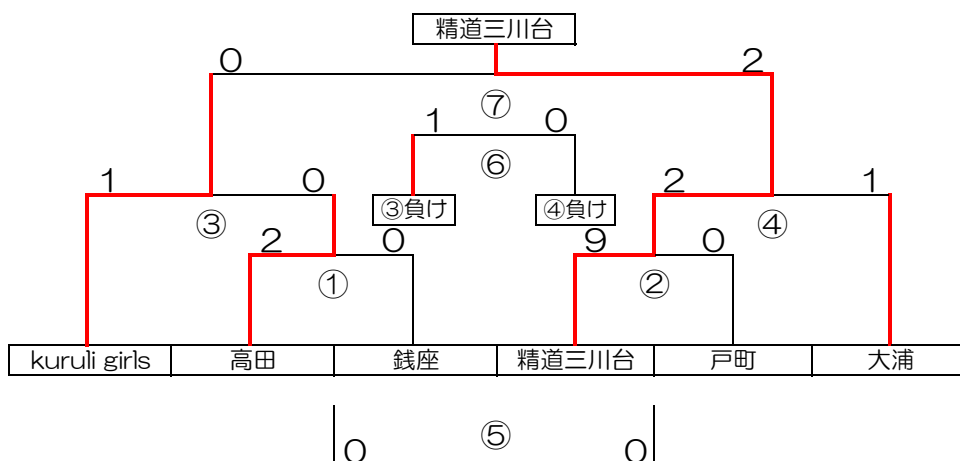 精道三川台
0 2
⑦
1 0
⑥
1 0 2 1
③ ③負け ④負け ④
2 0 9 0
① ②
kuruli girls 高田 銭座 精道三川台 戸町 大浦
0 ⑤ 0